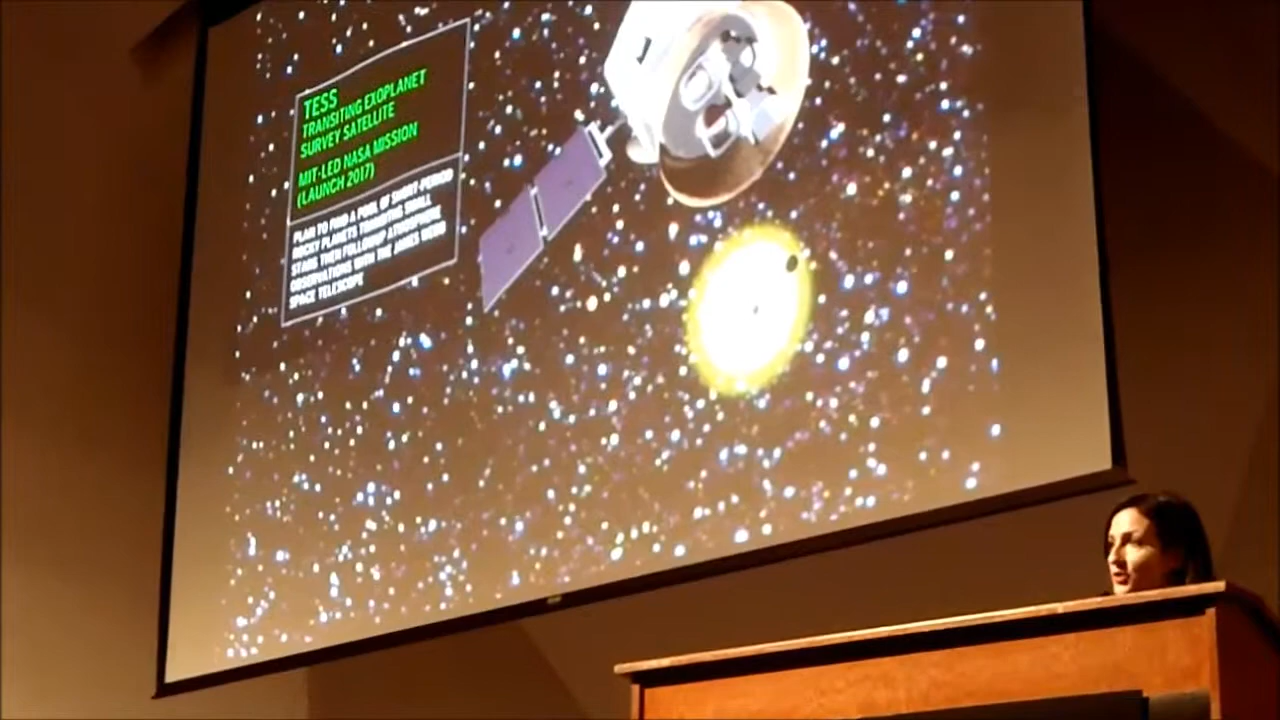 TESS
TRANSITING EXOPLANET
SURVEY SATELLITE
MIT-LED NASA MISSION
(LAUNCH 2017)
PLAN TO FIND A POOL OF SHORT-PERIOD
ROCKY PLANETS TRANSITING SMALL
STARS THEN FOLLOWUP ATMOSPHERE
OBSERVATIONS WITH THE JAMES WEBB
SPACE TELESCOPE